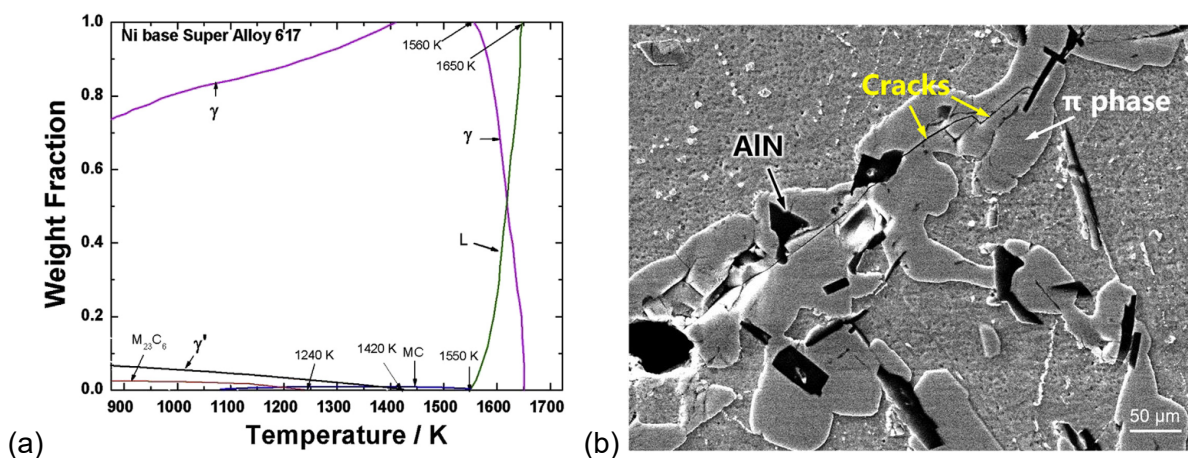 Ni base Super Alloy 617
1.0
0.8
0.6
0.4
0.2
0.0
Weight Fraction
1560 K
1650 K
γ
γ
L
M23C6
γ'
1240 K
1420 K
MC
1550 K
900 1000 1100 1200 1300 1400 1500 1600 1700
Temperature / K
(a)
Cracks
π phase
AlN
50 μm
(b)